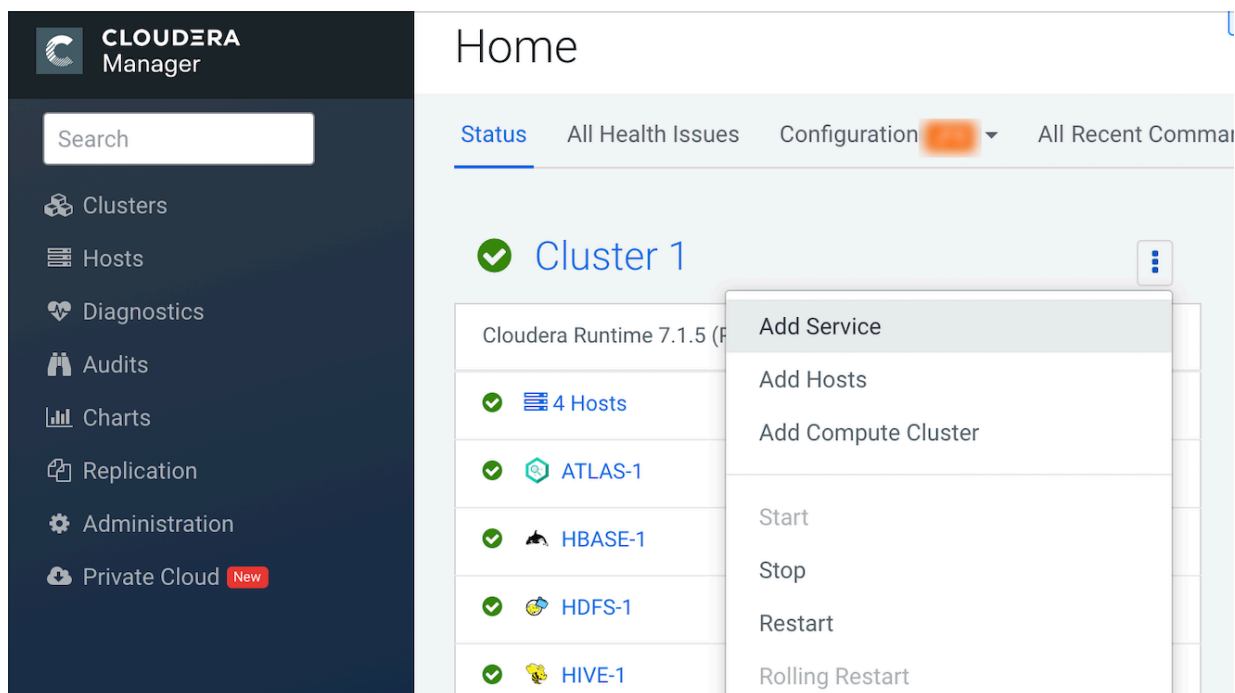 CLOUDERA
Manager
Search
Clusters
Hosts
Diagnostics
Audits
Charts
Replication
Administration
Private Cloud New
Home
Status All Health Issues Configuration All Recent
Cluster 1
Cloudera Runtime 7.1.5
4 Hosts
ATLAS-1
HBASE-1
HDFS-1
HIVE-1
Add Service
Add Hosts
Add Compute Cluster
Start
Stop
Restart
Rolling Restart